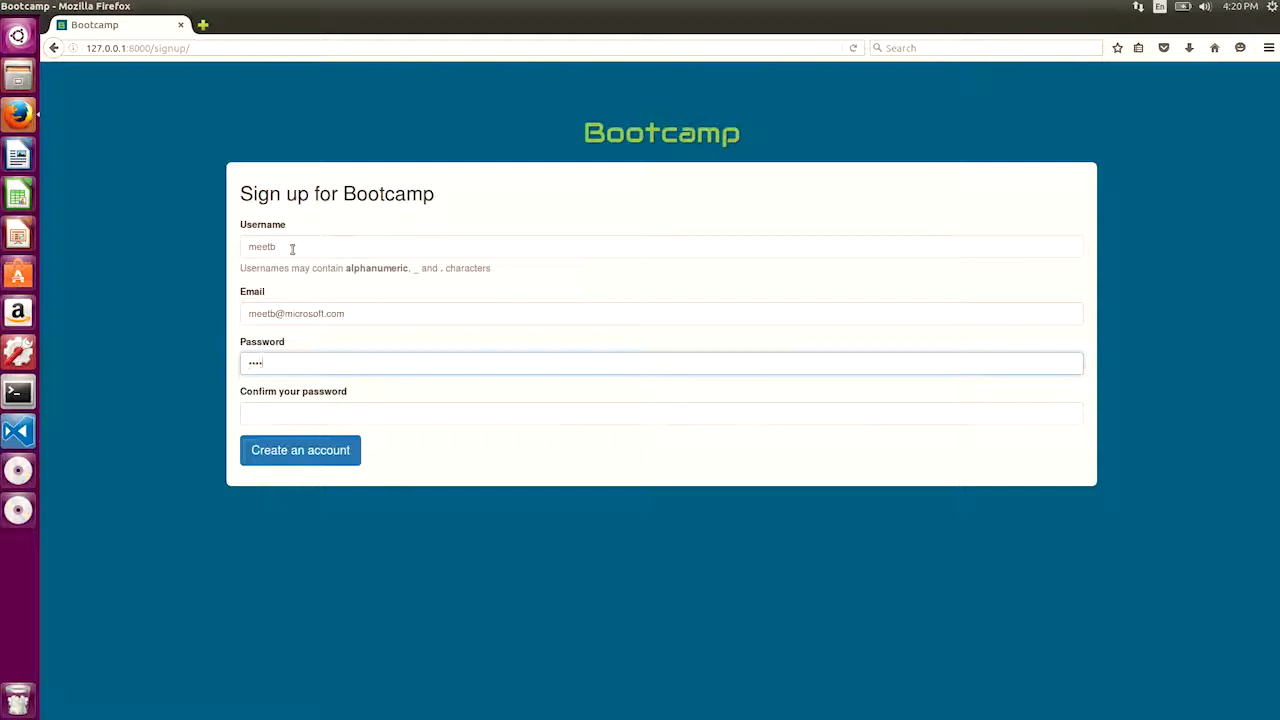 Bootcamp - Mozilla Firefox
En
4:20 PM
Bootcamp
127.0.0.1:8000/signup/
Search
Bootcamp
Sign up for Bootcamp
Username
meetb
Usernames may contain alphanumeric, _ and . characters
Email
meetb@microsoft.com
Password
••••
Confirm your password
Create an account